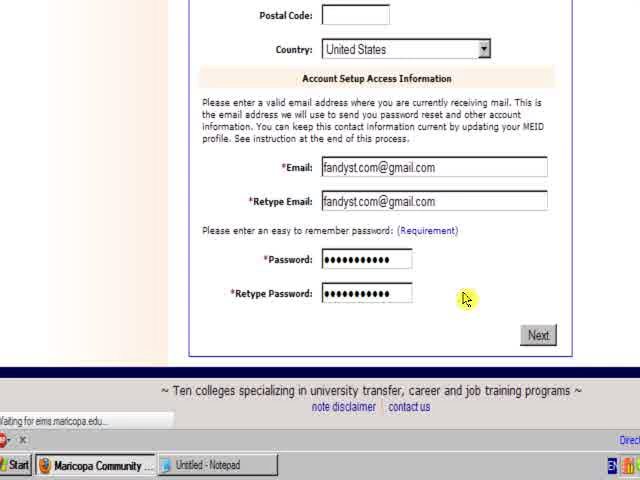 Postal Code:
Country: United States
Account Setup Access Information
Please enter a valid email address where you are currently receiving mail. This is
the email address we will use to send you password reset and other account
information. You can keep this contact information current by updating your MEID
profile. See instruction at the end of this process.
*Email: fandyst.com@gmail.com
*Retype Email: fandyst.com@gmail.com
Please enter an easy to remember password: (Requirement)
*Password: •••••••••••
*Retype Password: •••••••••••
Next
~ Ten colleges specializing in university transfer, career and job training programs ~
note disclaimer contact us
Waiting for eims.maricopa.edu...
Start Maricopa Community ... Untitled - Notepad EN